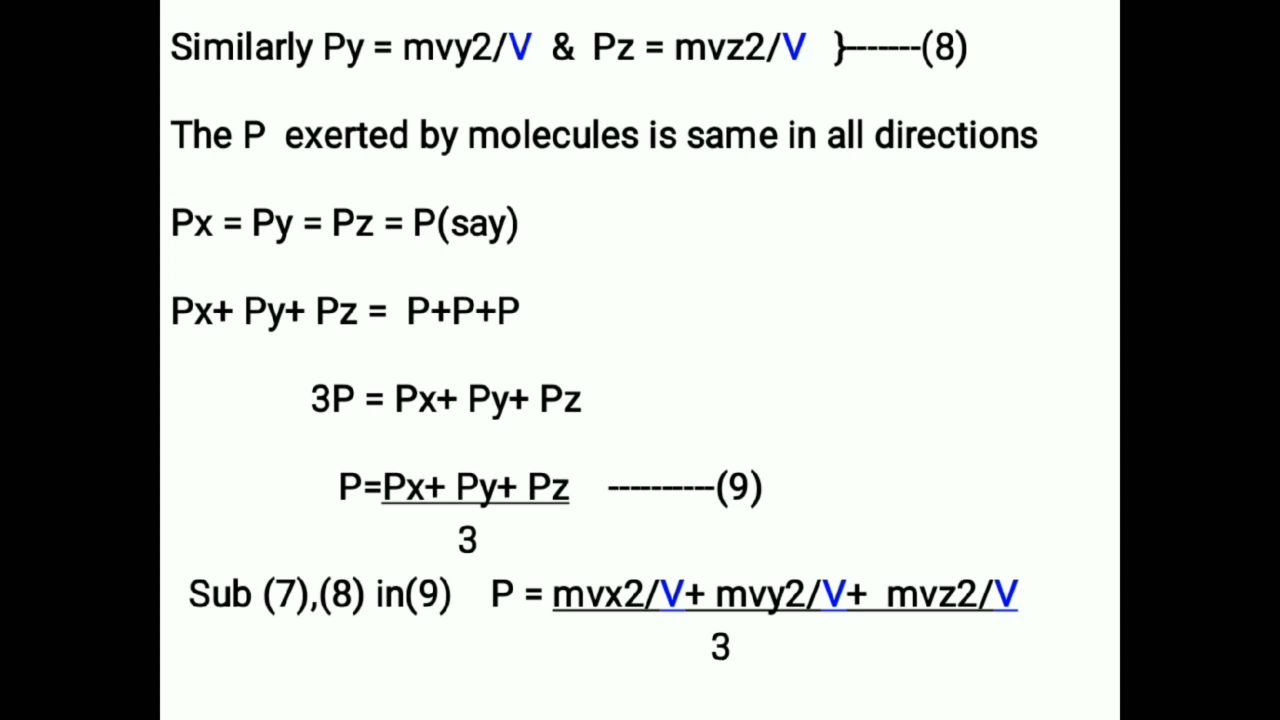 Similarly Py = mvy2/V & Pz = mvz2/V }-------(8)
The P exerted by molecules is same in all directions
Px = Py = Pz = P(say)
Px+ Py+ Pz = P+P+P
3P = Px+ Py+ Pz
P=Px+ Py+ Pz ----------(9)
3
Sub (7),(8) in(9) P = mvx2/V+ mvy2/V+ mvz2/V
3